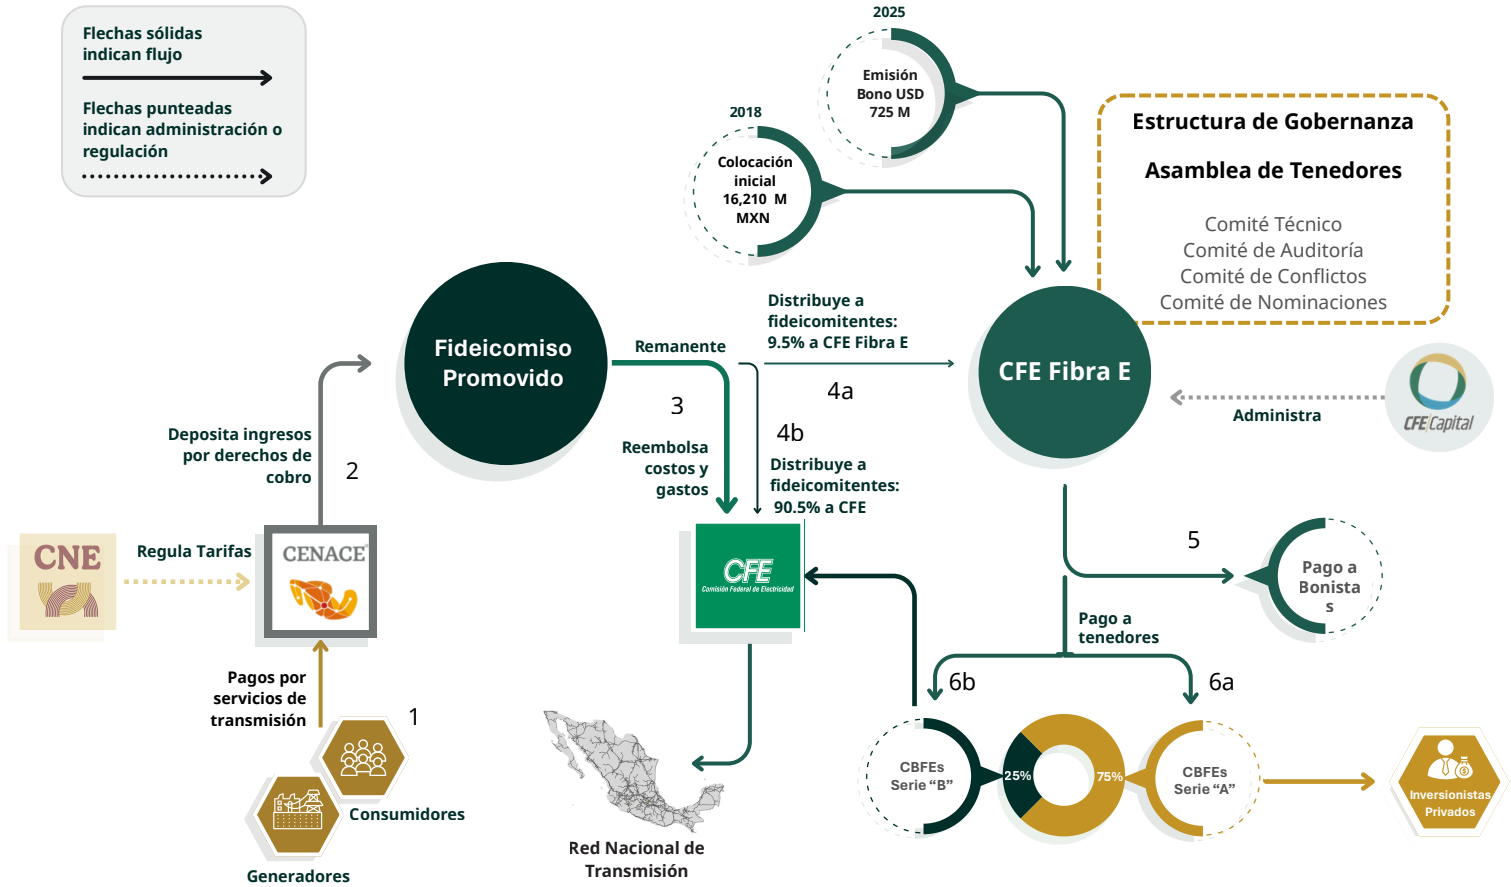 Flechas sólidas
indican flujo
Flechas punteadas
indican administración o
regulación
2025
Emisión
Bono USD
725 M
2018
Colocación
inicial
16,210  M
MXN
Estructura de Gobernanza
Asamblea de Tenedores
Comité Técnico
Comité de Auditoría
Comité de Conflictos
Comité de Nominaciones
Fideicomiso
Promovido
Remanente
3
Reembolsa
costos y
gastos
Distribuye a
fideicomitentes:
9.5% a CFE Fibra E
4a
4b
Distribuye a
fideicomitentes:
90.5% a CFE
CFE Fibra E
Administra
CFE/Capital
Deposita ingresos
por derechos de
cobro
2
CNE
Regula Tarifas
CENACE
CFE
Comisión Federal de Electricidad
5
Pago a
Bonista
s
Pago a
tenedores
6b
6a
Pagos por
servicios de
transmisión
1
Consumidores
Generadores
Red Nacional de
Transmisión
CBFEs
Serie “B”
25%
75%
CBFEs
Serie “A”
Inversionistas
Privados